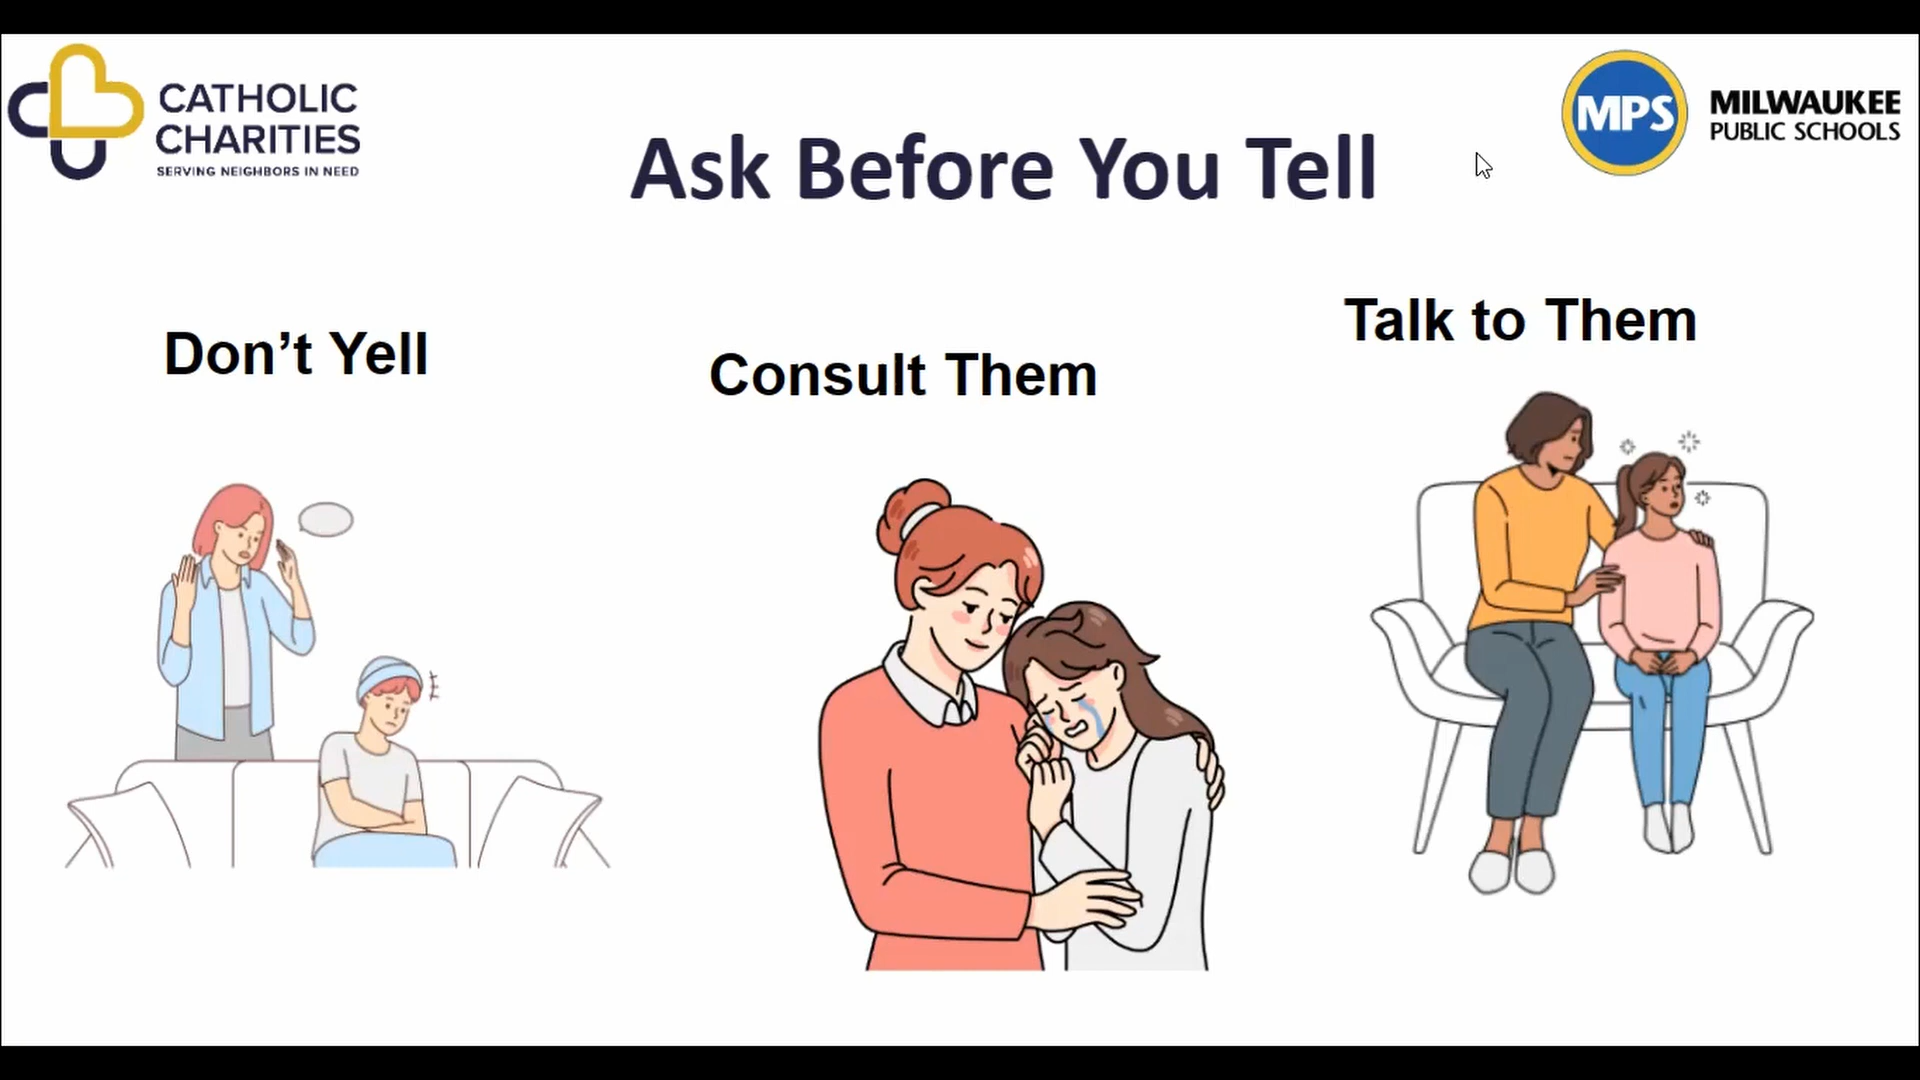 CATHOLIC
CHARITIES
SERVING NEIGHBORS IN NEED
MPS
MILWAUKEE
PUBLIC SCHOOLS
Ask Before You Tell
Don’t Yell
Consult Them
Talk to Them